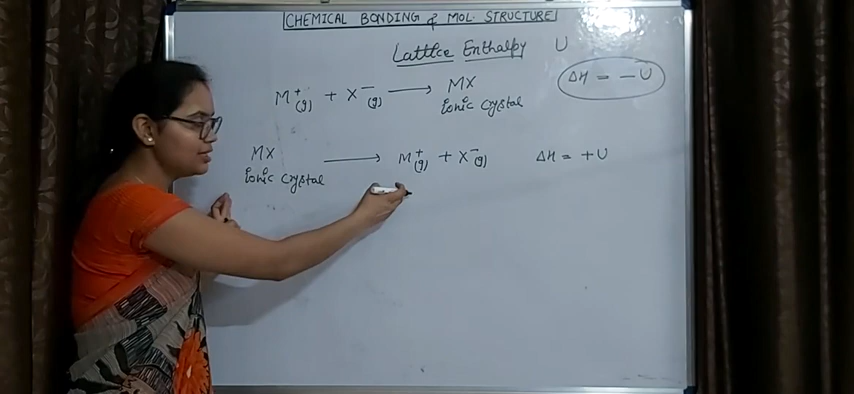 CHEMICAL BONDING & MOL. STRUCTURE
Lattice Enthalpy U
M⁺(g) + X⁻(g) ⟶ MX ΔH = −U
ionic crystal
MX ⟶ M⁺(g) + X⁻(g) ΔH = +U
ionic crystal